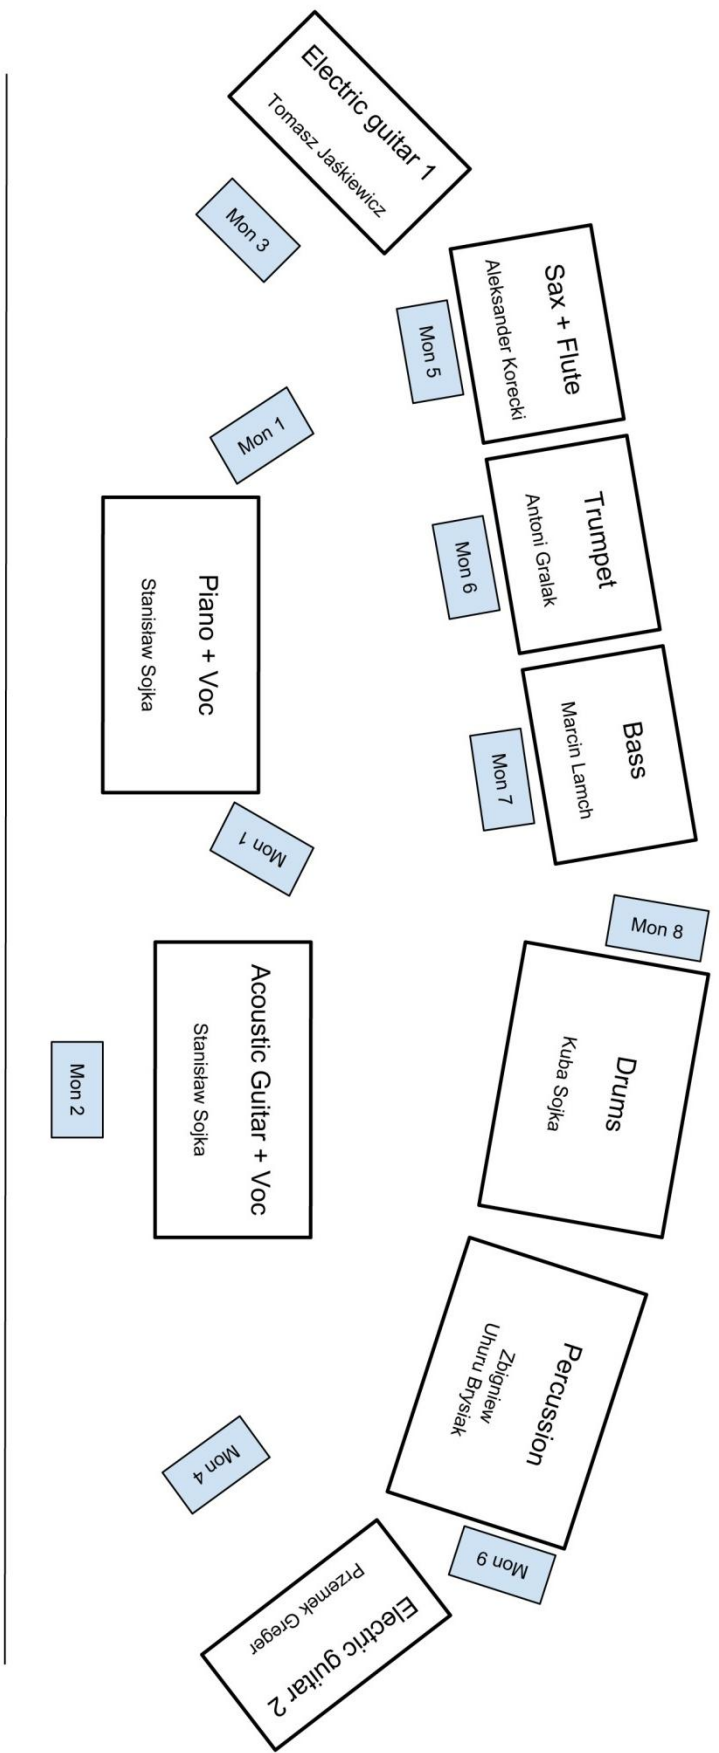 Electric guitar 1
Tomasz Jaśkiewicz
Mon 3
Sax + Flute
Aleksander Korecki
Mon 5
Mon 1
Trumpet
Antoni Gralak
Mon 6
Piano + Voc
Stanisław Sojka
Bass
Marcin Lamch
Mon 7
Mon 1
Mon 8
Acoustic Guitar + Voc
Stanisław Sojka
Mon 2
Drums
Kuba Sojka
Percussion
Zbigniew
Uhuru Brysiak
Mon 4
Mon 9
Electric guitar 2
Przemek Greger